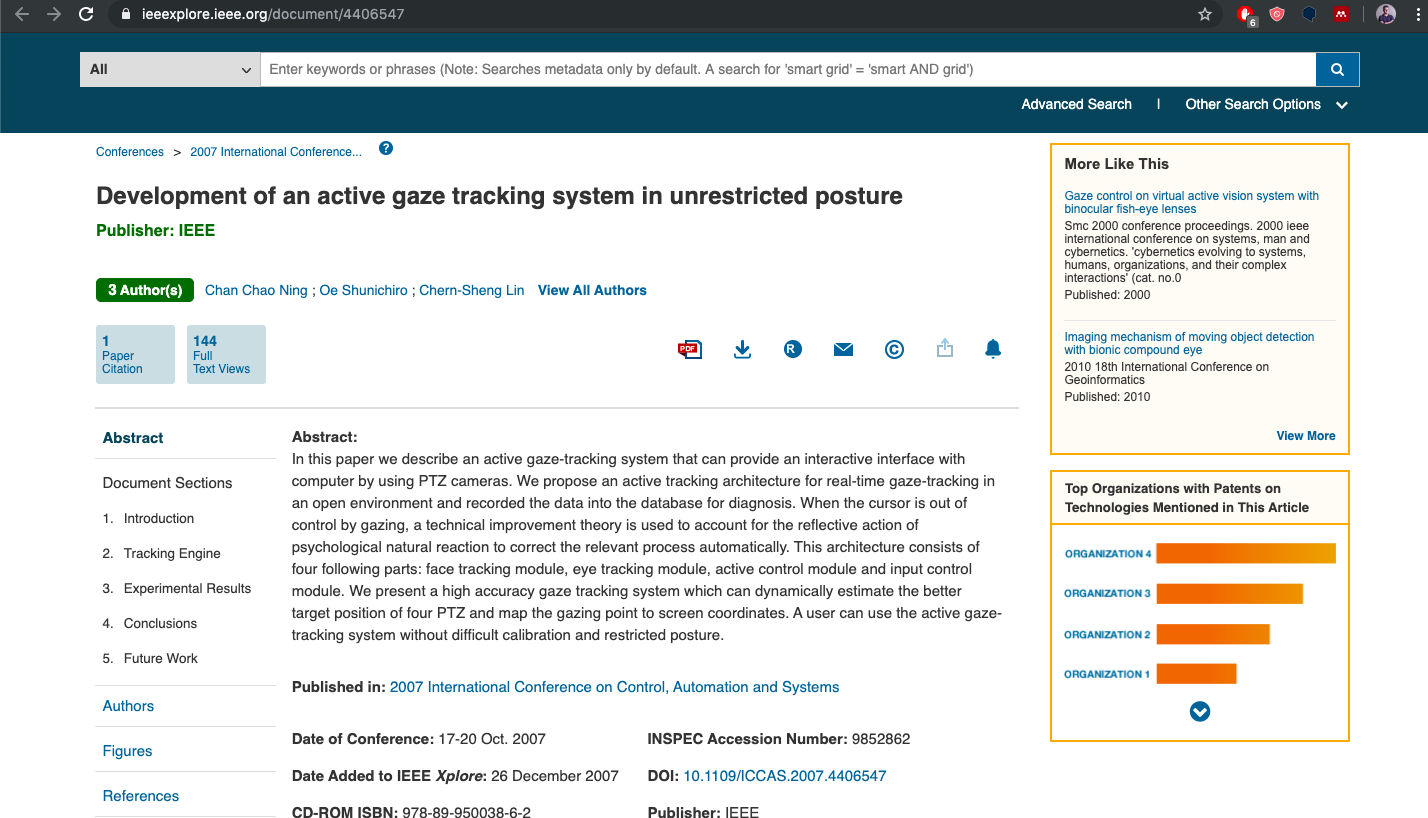 ieeexplore.ieee.org/document/4406547
6
All
Enter keywords or phrases (Note: Searches metadata only by default. A search for 'smart grid' = 'smart AND grid')
Advanced Search | Other Search Options
Conferences > 2007 International Conference... ?
Development of an active gaze tracking system in unrestricted posture
Publisher: IEEE
3 Author(s) Chan Chao Ning ; Oe Shunichiro ; Chern-Sheng Lin View All Authors
1
Paper
Citation
144
Full
Text Views
PDF
R
©
Abstract
Document Sections
1. Introduction
2. Tracking Engine
3. Experimental Results
4. Conclusions
5. Future Work
Authors
Figures
References
Abstract:
In this paper we describe an active gaze-tracking system that can provide an interactive interface with
computer by using PTZ cameras. We propose an active tracking architecture for real-time gaze-tracking in
an open environment and recorded the data into the database for diagnosis. When the cursor is out of
control by gazing, a technical improvement theory is used to account for the reflective action of
psychological natural reaction to correct the relevant process automatically. This architecture consists of
four following parts: face tracking module, eye tracking module, active control module and input control
module. We present a high accuracy gaze tracking system which can dynamically estimate the better
target position of four PTZ and map the gazing point to screen coordinates. A user can use the active gaze-
tracking system without difficult calibration and restricted posture.
Published in: 2007 International Conference on Control, Automation and Systems
Date of Conference: 17-20 Oct. 2007
INSPEC Accession Number: 9852862
Date Added to IEEE Xplore: 26 December 2007
DOI: 10.1109/ICCAS.2007.4406547
CD-ROM ISBN: 978-89-950038-6-2
Publisher: IEEE
More Like This
Gaze control on virtual active vision system with
binocular fish-eye lenses
Smc 2000 conference proceedings. 2000 ieee
international conference on systems, man and
cybernetics. 'cybernetics evolving to systems,
humans, organizations, and their complex
interactions' (cat. no.0
Published: 2000
Imaging mechanism of moving object detection
with bionic compound eye
2010 18th International Conference on
Geoinformatics
Published: 2010
View More
Top Organizations with Patents on
Technologies Mentioned in This Article
ORGANIZATION 4
ORGANIZATION 3
ORGANIZATION 2
ORGANIZATION 1